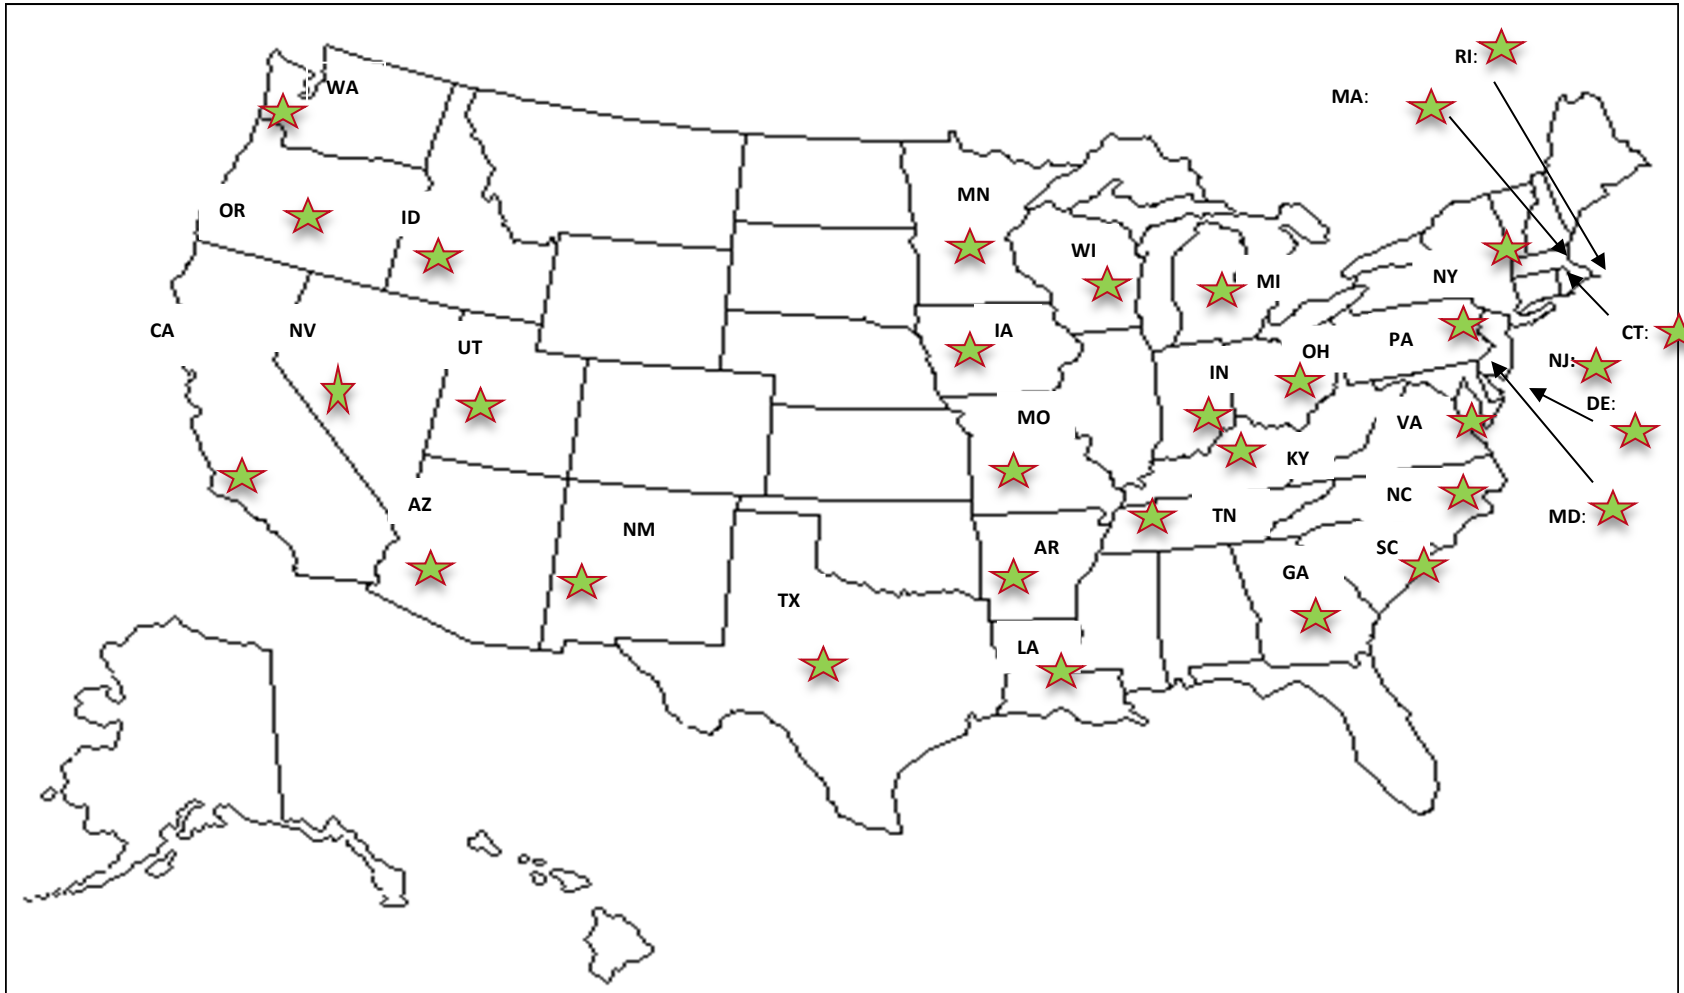 RI:
WA
MA:
MN
OR
ID
WI
NY
MI
CA
NV
IA
CT:
PA
UT
OH
NJ:
IN
DE:
MO
VA
KY
AZ
NC
TN
MD:
NM
AR
SC
GA
TX
LA